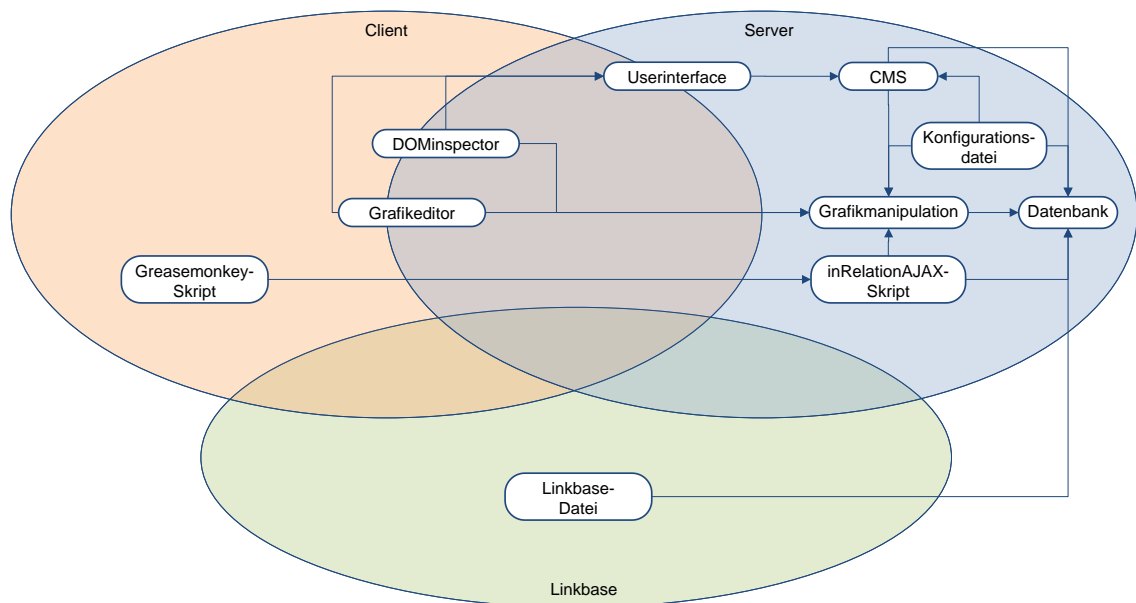 Client
Server
Userinterface
CMS
DOMinspector
Konfigurations-
datei
Grafikeditor
Grafikmanipulation
Datenbank
Greasemonkey-
Skript
inRelationAJAX-
Skript
Linkbase-
Datei
Linkbase